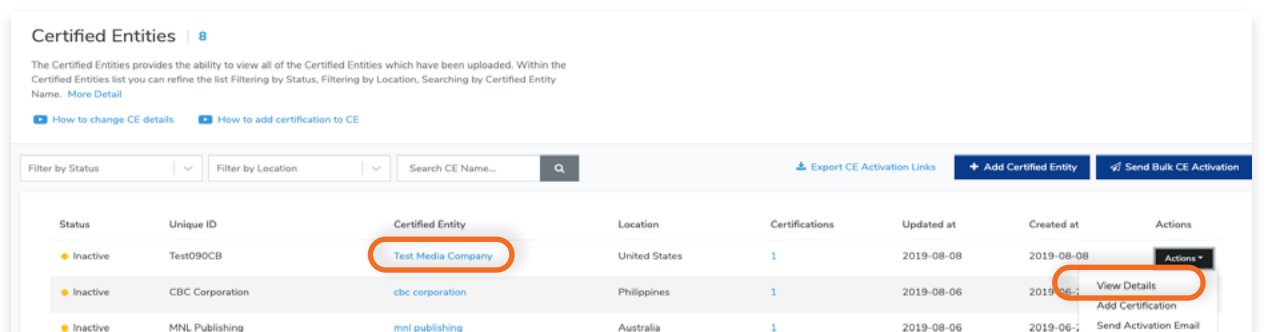 Certified Entities | 8
The Certified Entities provides the ability to view all of the Certified Entities which have been uploaded. Within the
Certified Entities list you can refine the list Filtering by Status, Filtering by Location, Searching by Certified Entity
Name. More Detail
How to change CE details How to add certification to CE
Filter by Status Filter by Location Search CE Name... Export CE Activation Links + Add Certified Entity Send Bulk CE Activation
Status Unique ID Certified Entity Location Certifications Updated at Created at Actions
Inactive Test090CB Test Media Company United States 1 2019-08-08 2019-08-08 Actions
Inactive CBC Corporation cbc corporation Philippines 1 2019-08-06 2019-06- View Details
Add Certification
Inactive MNL Publishing mnl publishing Australia 1 2019-08-06 2019-06-2 Send Activation Email